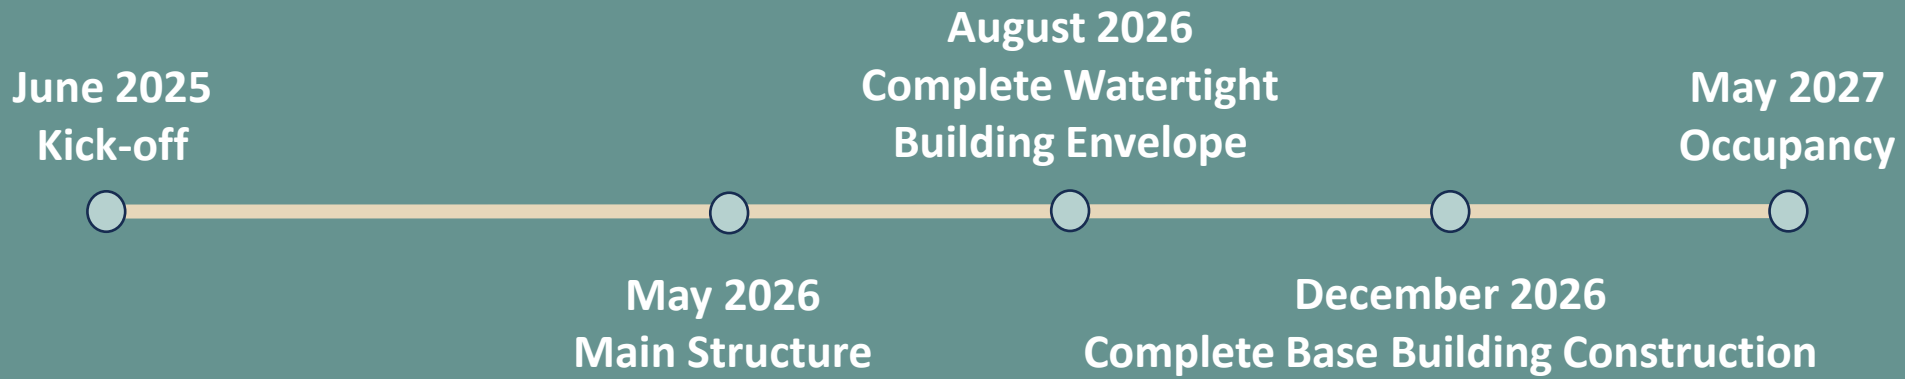 June 2025
Kick-off
May 2026
Main Structure
August 2026
Complete Watertight
Building Envelope
December 2026
Complete Base Building Construction
May 2027
Occupancy